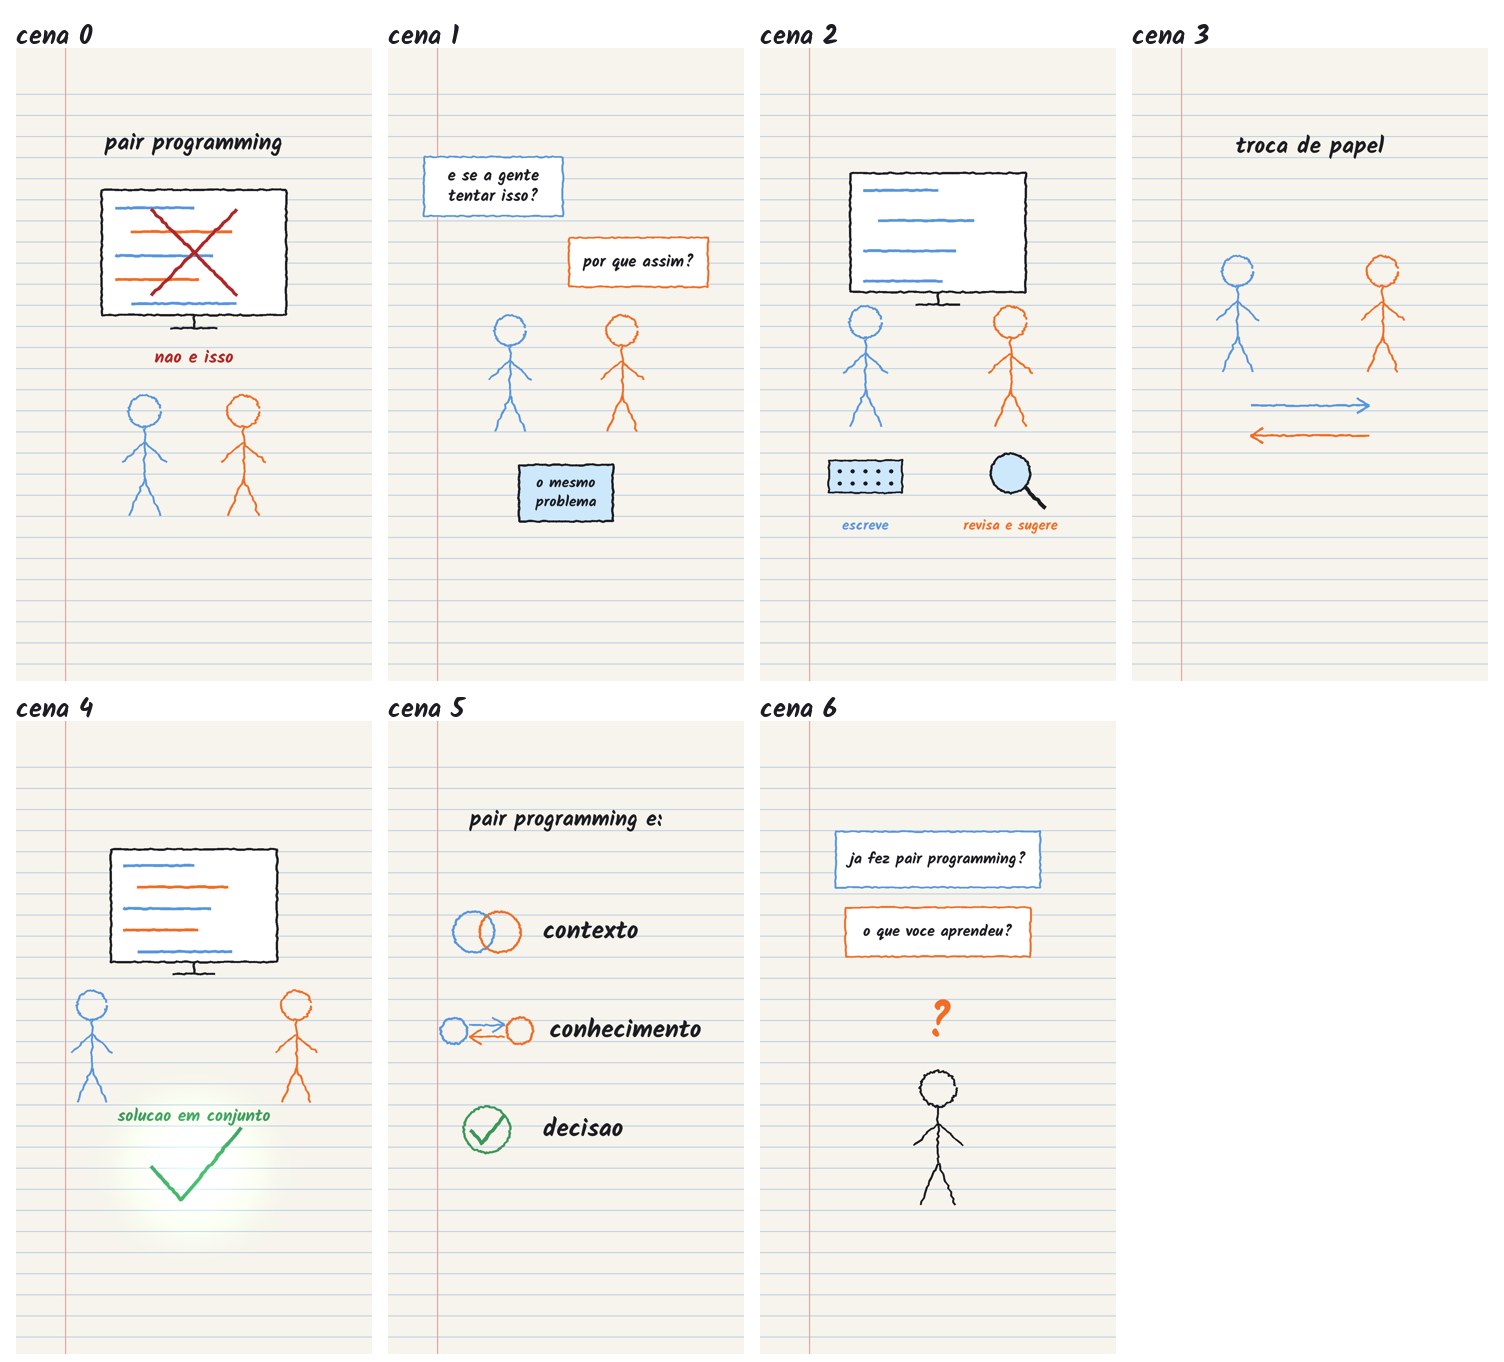 cena 0
pair programming
nao e isso
cena 1
e se a gente
tentar isso?
por que assim?
o mesmo
problema
cena 2
escreve
revisa e sugere
cena 3
troca de papel
cena 4
solucao em conjunto
cena 5
pair programming e:
contexto
conhecimento
decisao
cena 6
ja fez pair programming?
o que voce aprendeu?
?